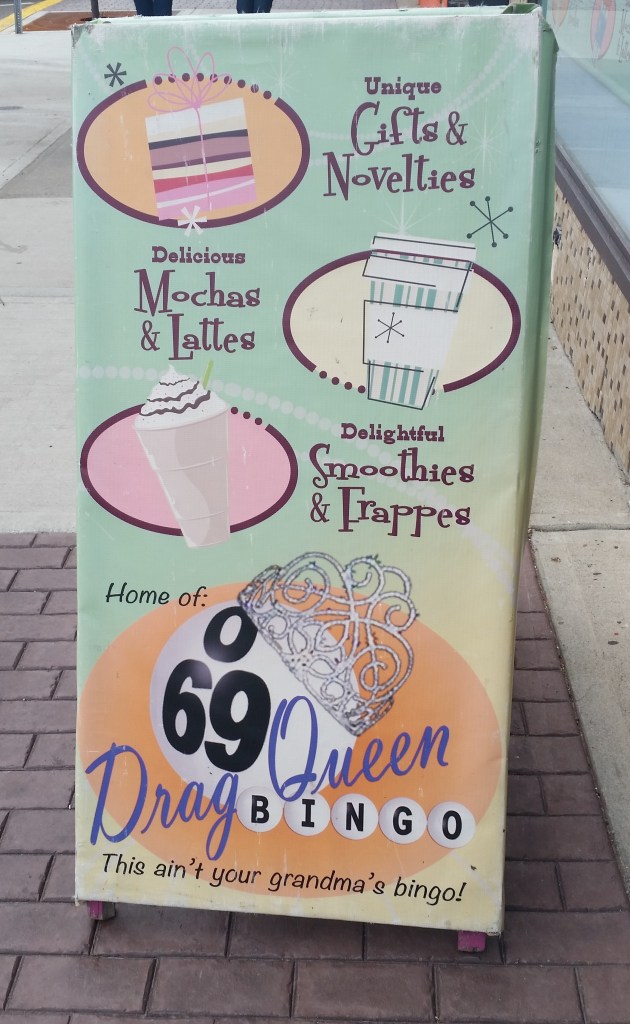 Unique
Gifts &
Novelties
Delicious
Mochas
& Lattes
Delightful
Smoothies
& Frappes
Home of:
O
69
Drag Queen
BINGO
This ain't your grandma's bingo!